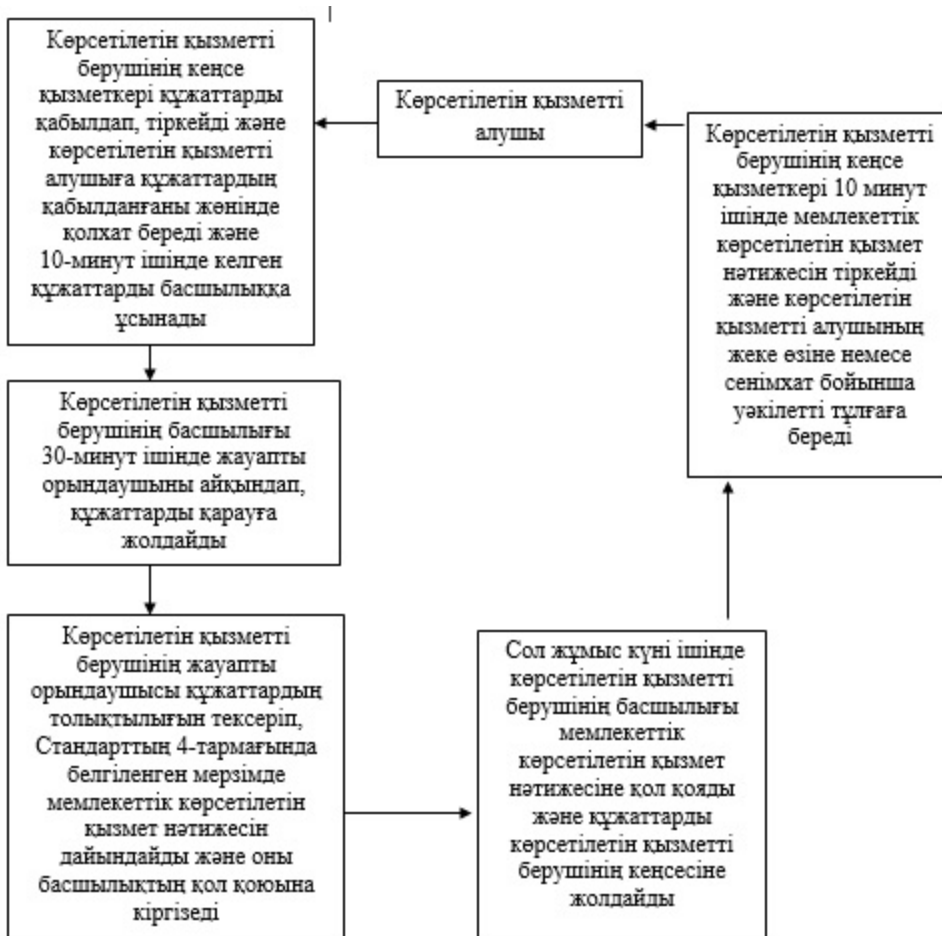 Көрсетілетін қызметті
берушінің кеңсе
қызметкері құжаттарды
қабылдап, тіркейді және
көрсетілетін қызметті
алушыға құжаттардың
қабылданғаны жөнінде
қолхат береді және
10-минут ішінде келген
құжаттарды басшылыққа
ұсынады
Көрсетілетін қызметті
берушінің басшылығы
30-минут ішінде жауапты
орындаушыны айқындап,
құжаттарды қарауға
жолдайды
Көрсетілетін қызметті
берушінің жауапты
орындаушысы құжаттардың
толықтылығын тексеріп,
Стандарттың 4-тармағында
белгіленген мерзімде
мемлекеттік көрсетілетін
қызмет нәтижесін
дайындайды және оны
басшылықтың қол қоюына
кіргізеді
Сол жұмыс күні ішінде
көрсетілетін қызметті
берушінің басшылығы
мемлекеттік
көрсетілетін қызмет
нәтижесіне қол қояды
және құжаттарды
көрсетілетін қызметті
берушінің кеңсесіне
жолдайды
Көрсетілетін қызметті
берушінің кеңсе
қызметкері 10 минут
ішінде мемлекеттік
көрсетілетін қызмет
нәтижесін тіркейді
және көрсетілетін
қызметті алушының
жеке өзіне немесе
сенімхат бойынша
уәкілетті тұлғаға
береді
Көрсетілетін қызметті
алушы